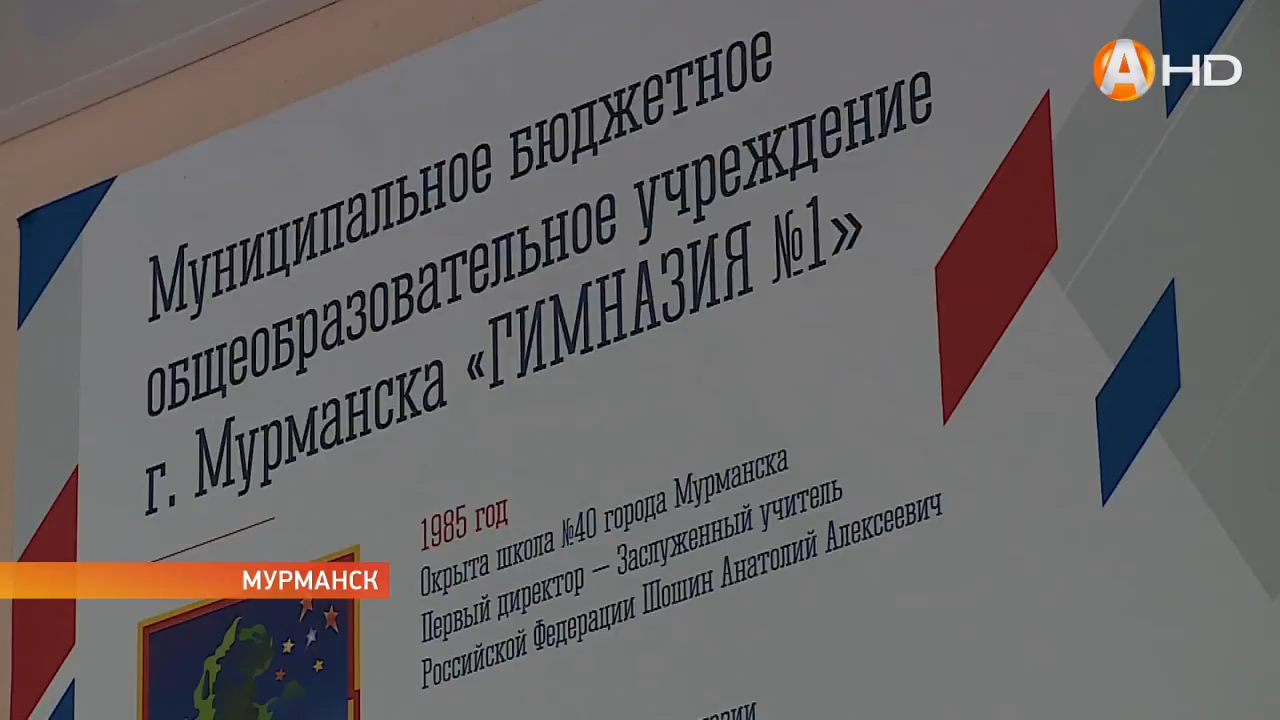 А HD
Муниципальное бюджетное
общеобразовательное учреждение
г. Мурманска «ГИМНАЗИЯ №1»
1985 год
Окрыта школа №40 города Мурманска
Первый директор – Заслуженный учитель
Российской Федерации Шошин Анатолий Алексеевич
МУРМАНСК